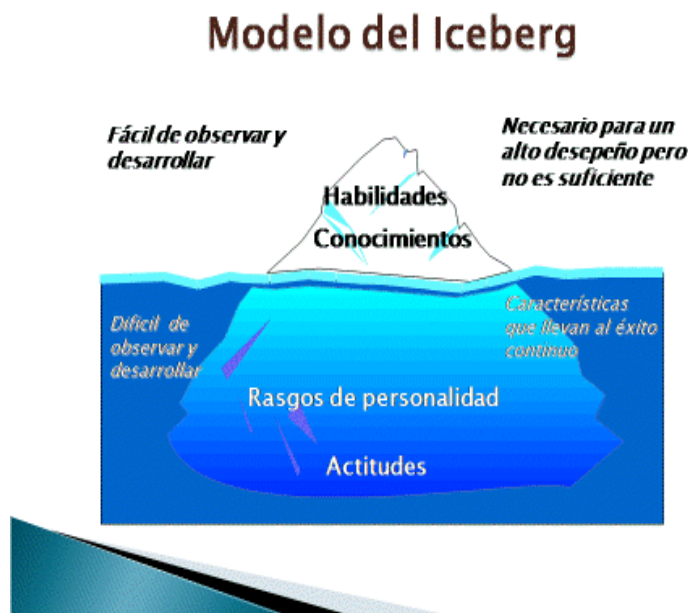 Modelo del Iceberg
Fácil de observar y
desarrollar
Necesario para un
alto desepeño pero
no es suficiente
Habilidades
Conocimientos
Dificil de
observar y
desarrollar
Características
que llevan al éxito
continuo
Rasgos de personalidad
Actitudes